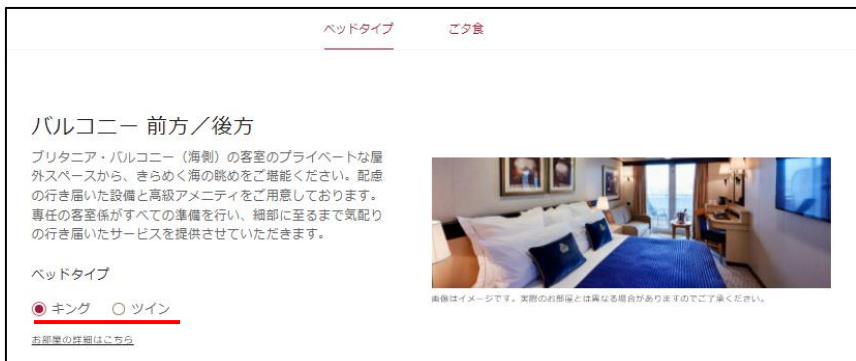 ベッドタイプ ご夕食
バルコニー 前方／後方
ブリタニア・バルコニー（海側）の客室のプライベートな屋
外スペースから、きらめく海の眺めをご堪能ください。配慮
の行き届いた設備と高級アメニティをご用意しております。
専任の客室係がすべての準備を行い、細部に至るまで気配り
の行き届いたサービスを提供させていただきます。
画像はイメージです。実際のお部屋とは異なる場合がありますのでご了承ください。
ベッドタイプ
キング ツイン
お部屋の詳細はこちら